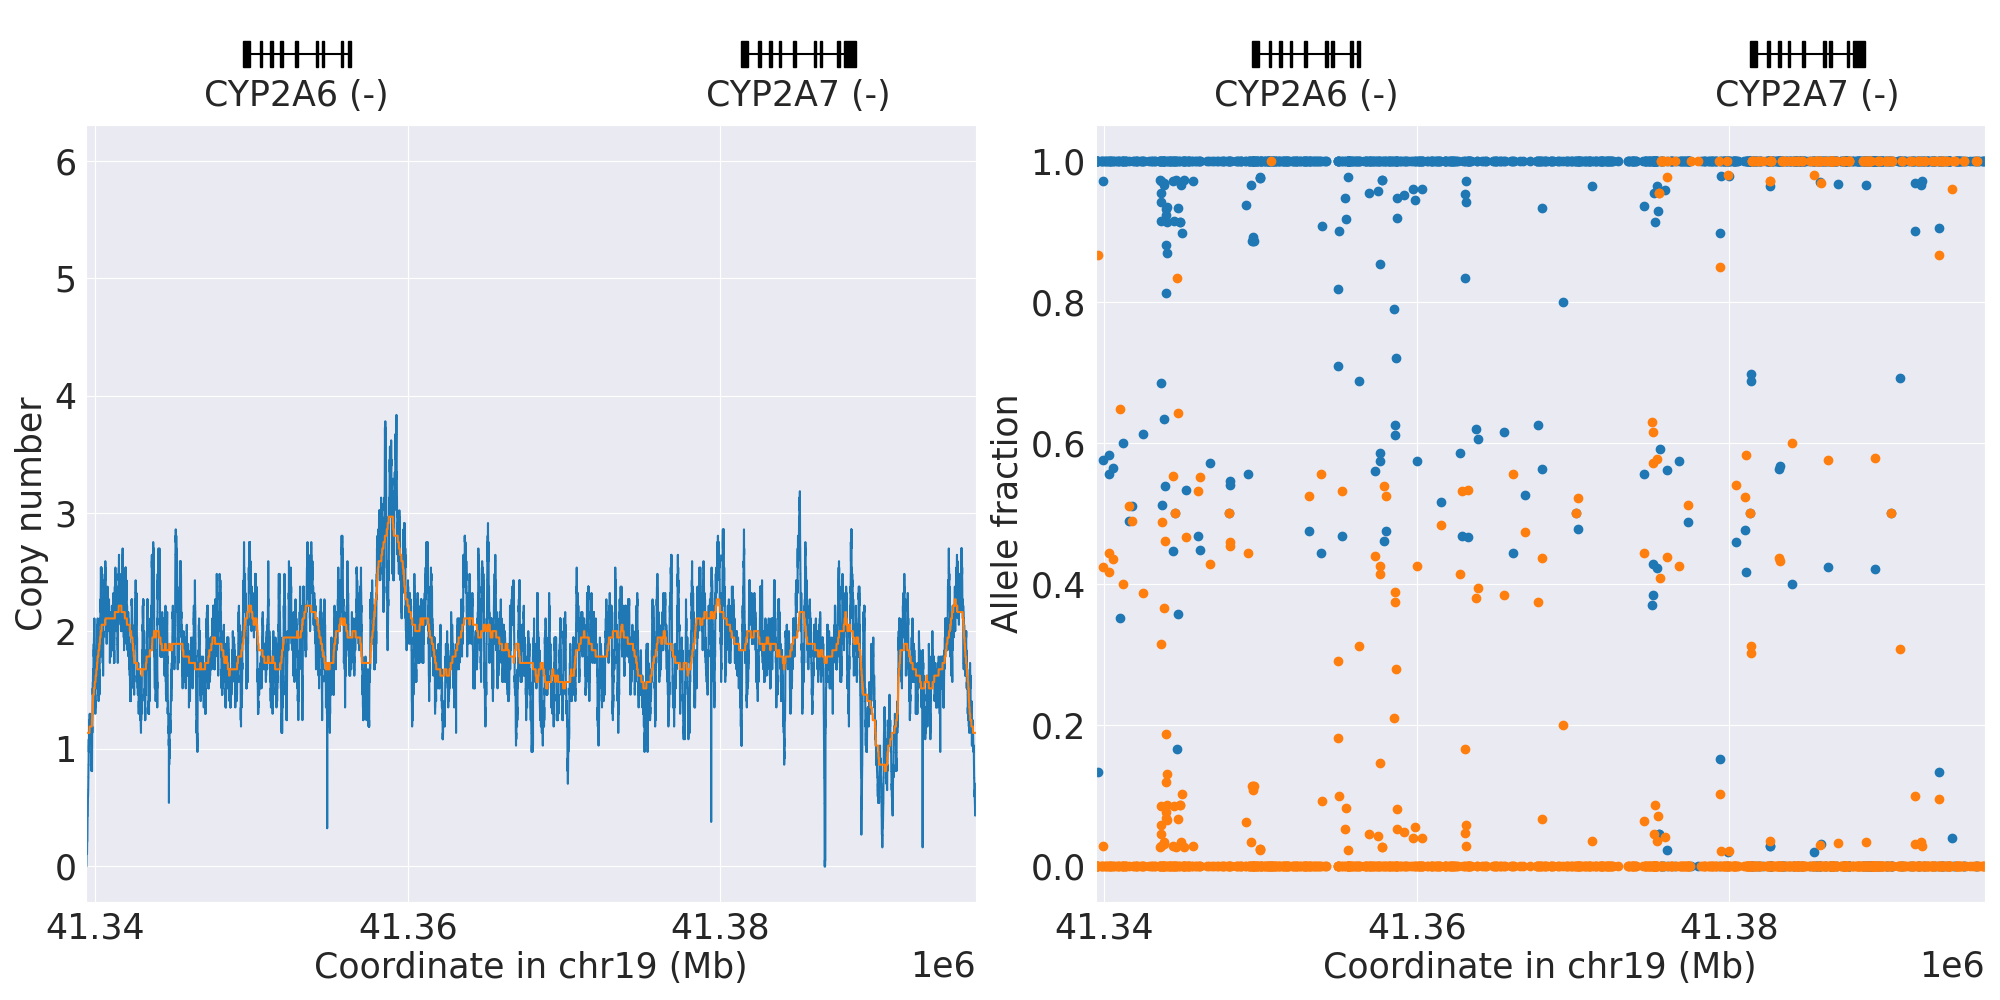 CYP2A6 (-)
CYP2A7 (-)
6
5
4
3
2
1
0
Copy number
41.34
41.36
41.38
Coordinate in chr19 (Mb)
1e6
CYP2A6 (-)
CYP2A7 (-)
1.0
0.8
0.6
0.4
0.2
0.0
Allele fraction
41.34
41.36
41.38
Coordinate in chr19 (Mb)
1e6